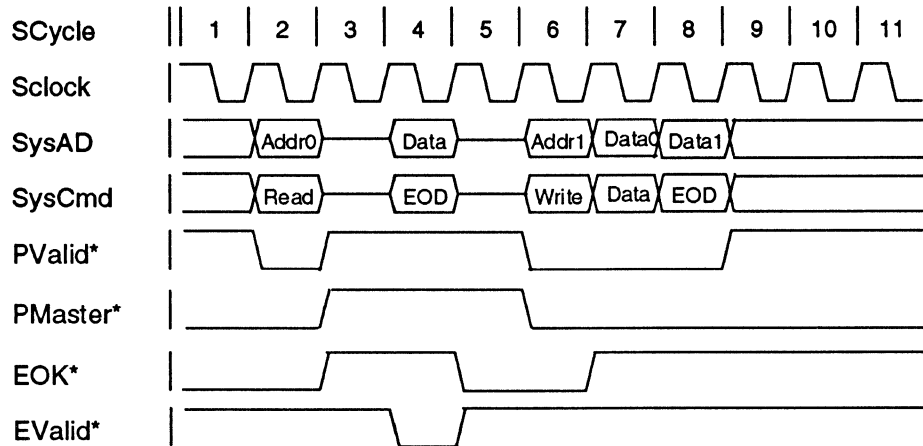 SCycle 1 2 3 4 5 6 7 8 9 10 11
Sclock
SysAD Addr0 Data Addr1 Data0 Data1
SysCmd Read EOD Write Data EOD
PValid*
PMaster*
EOK*
EValid*